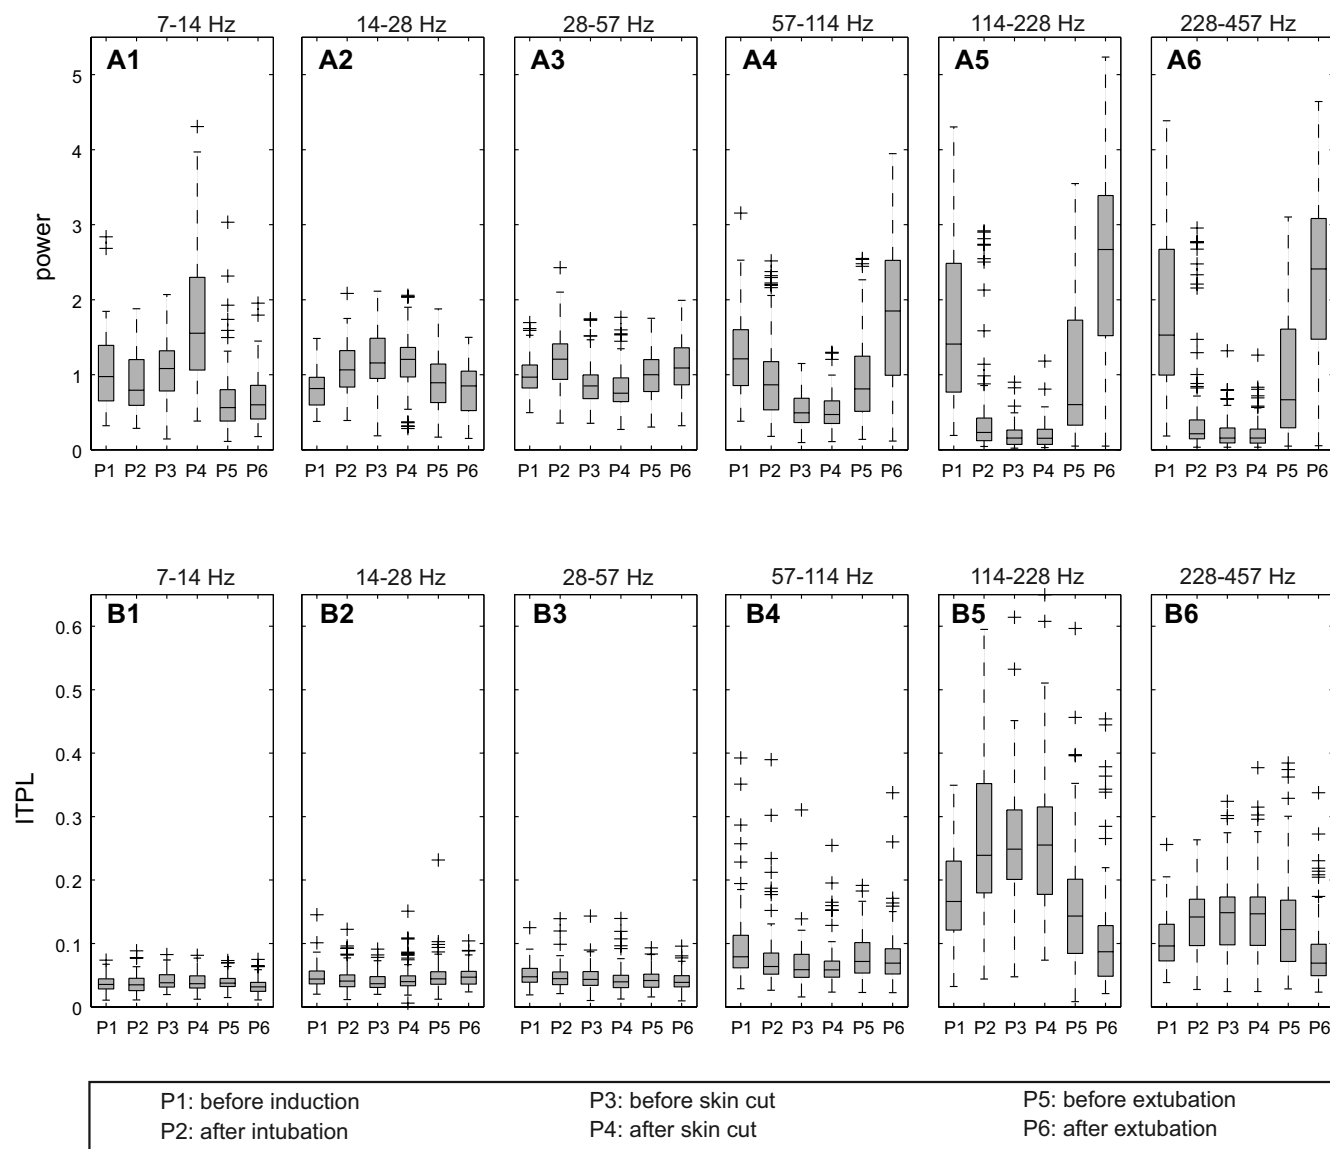 7-14 Hz 14-28 Hz 28-57 Hz 57-114 Hz 114-228 Hz 228-457 Hz
A1 A2 A3 A4 A5 A6
5
4
3
2
1
0
power
P1 P2 P3 P4 P5 P6 P1 P2 P3 P4 P5 P6 P1 P2 P3 P4 P5 P6 P1 P2 P3 P4 P5 P6 P1 P2 P3 P4 P5 P6 P1 P2 P3 P4 P5 P6
7-14 Hz 14-28 Hz 28-57 Hz 57-114 Hz 114-228 Hz 228-457 Hz
B1 B2 B3 B4 B5 B6
0.6
0.5
0.4
0.3
0.2
0.1
0
ITPL
P1 P2 P3 P4 P5 P6 P1 P2 P3 P4 P5 P6 P1 P2 P3 P4 P5 P6 P1 P2 P3 P4 P5 P6 P1 P2 P3 P4 P5 P6 P1 P2 P3 P4 P5 P6
P1: before induction P3: before skin cut P5: before extubation
P2: after intubation P4: after skin cut P6: after extubation